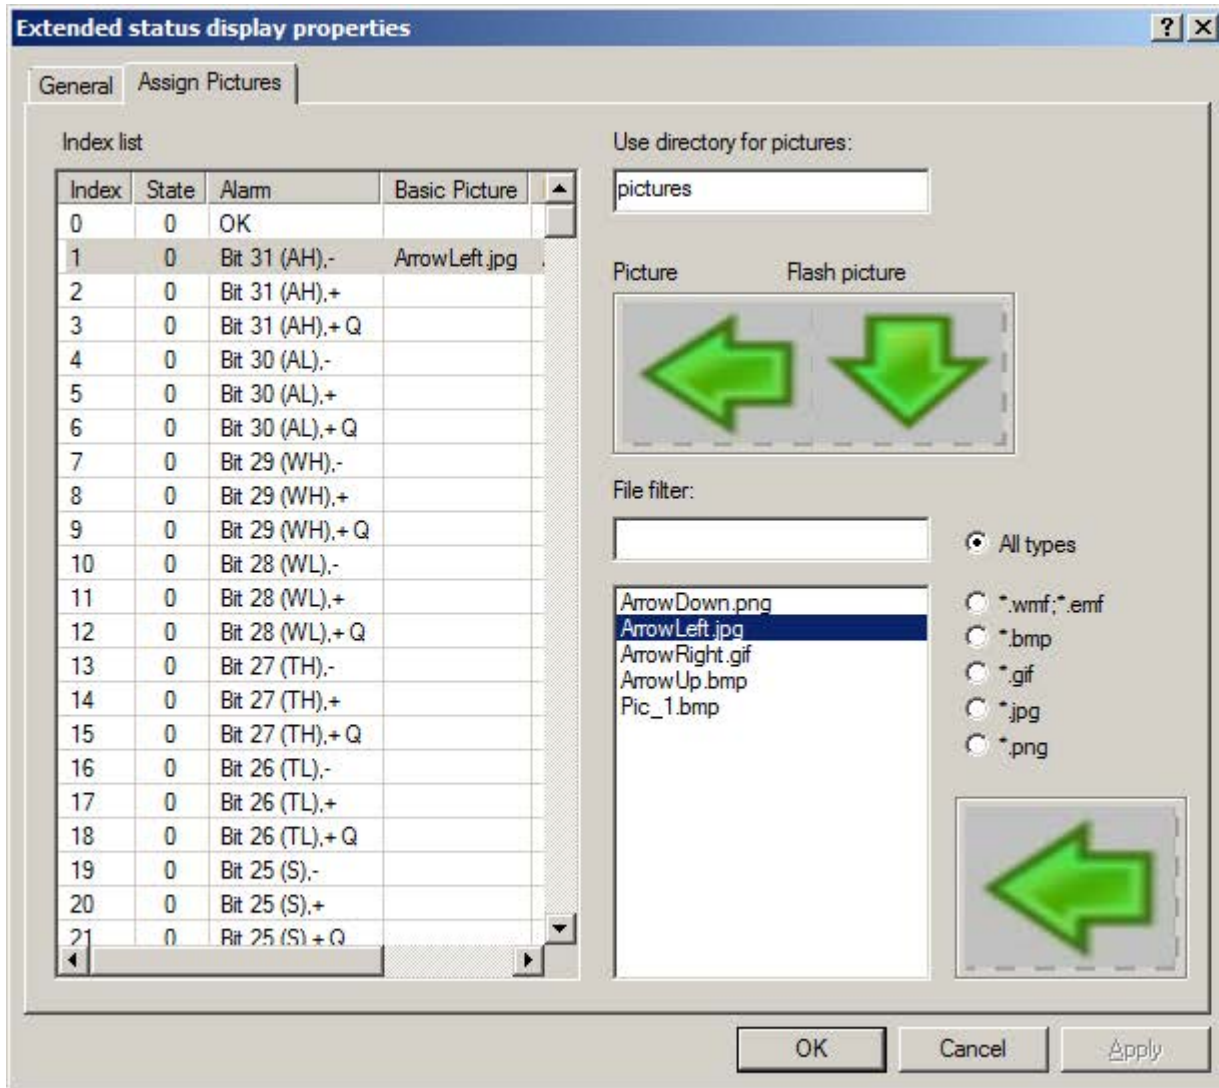 Extended status display properties
General Assign Pictures
Index list
Index State Alarm Basic Picture
0 0 OK
1 0 Bit 31 (AH),- ArrowLeft.jpg
2 0 Bit 31 (AH),+
3 0 Bit 31 (AH),+ Q
4 0 Bit 30 (AL),-
5 0 Bit 30 (AL),+
6 0 Bit 30 (AL),+ Q
7 0 Bit 29 (WH),-
8 0 Bit 29 (WH),+
9 0 Bit 29 (WH),+ Q
10 0 Bit 28 (WL),-
11 0 Bit 28 (WL),+
12 0 Bit 28 (WL),+ Q
13 0 Bit 27 (TH),-
14 0 Bit 27 (TH),+
15 0 Bit 27 (TH),+ Q
16 0 Bit 26 (TL),-
17 0 Bit 26 (TL),+
18 0 Bit 26 (TL),+ Q
19 0 Bit 25 (S),-
20 0 Bit 25 (S),+
21 0 Bit 25 (S),+ Q
Use directory for pictures:
pictures
Picture Flash picture
File filter:
ArrowDown.png
ArrowLeft.jpg
ArrowRight.gif
ArrowUp.bmp
Pic_1.bmp
All types
*.wmf;*.emf
*.bmp
*.gif
*.jpg
*.png
OK Cancel Apply